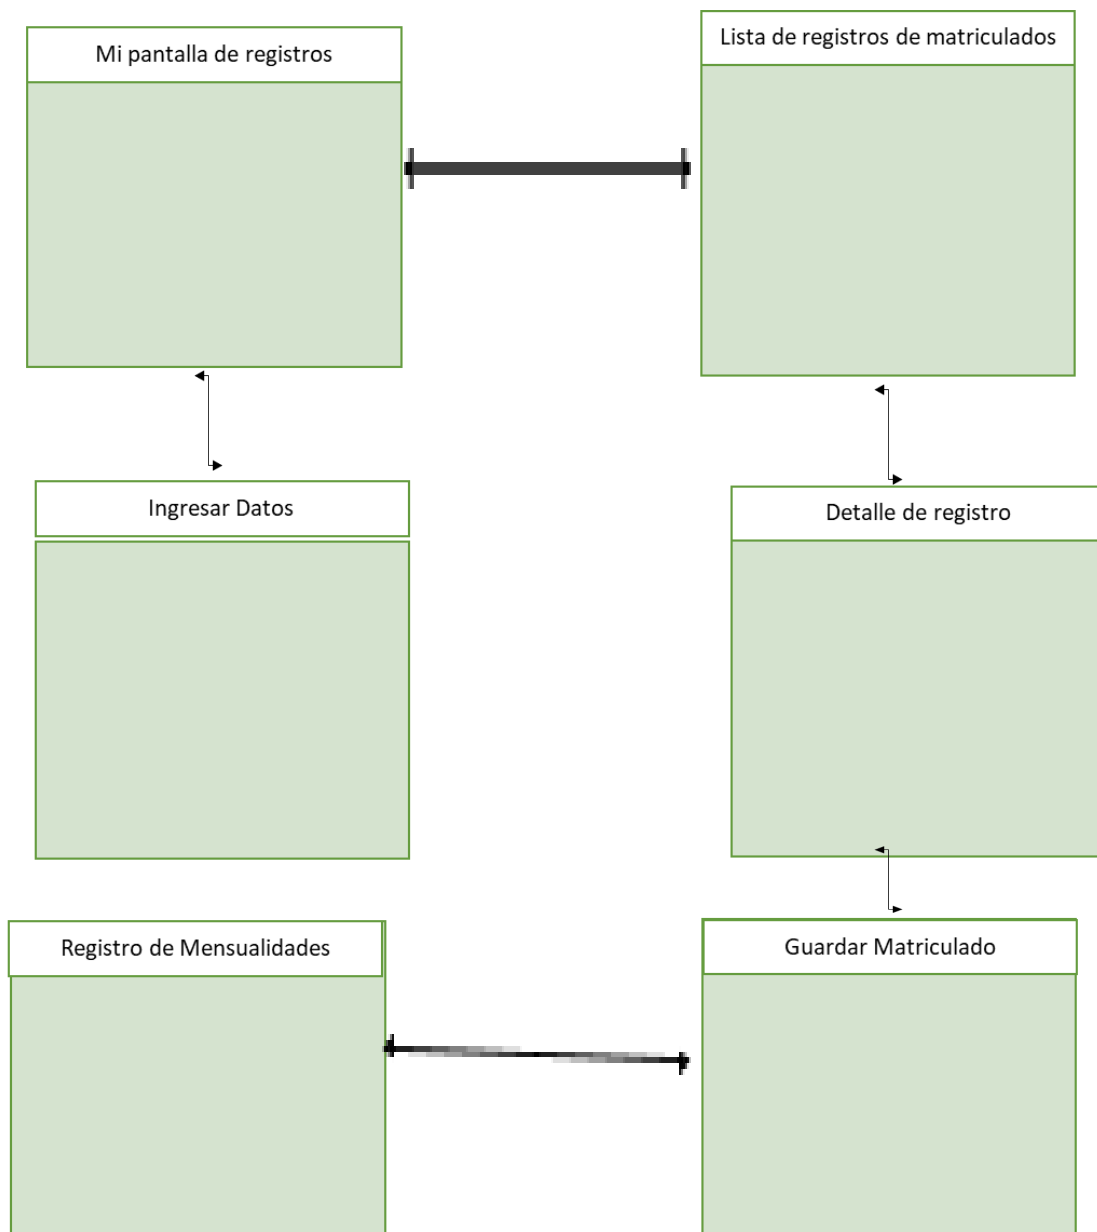 Mi pantalla de registros
Lista de registros de matriculados
Ingresar Datos
Detalle de registro
Registro de Mensualidades
Guardar Matriculado